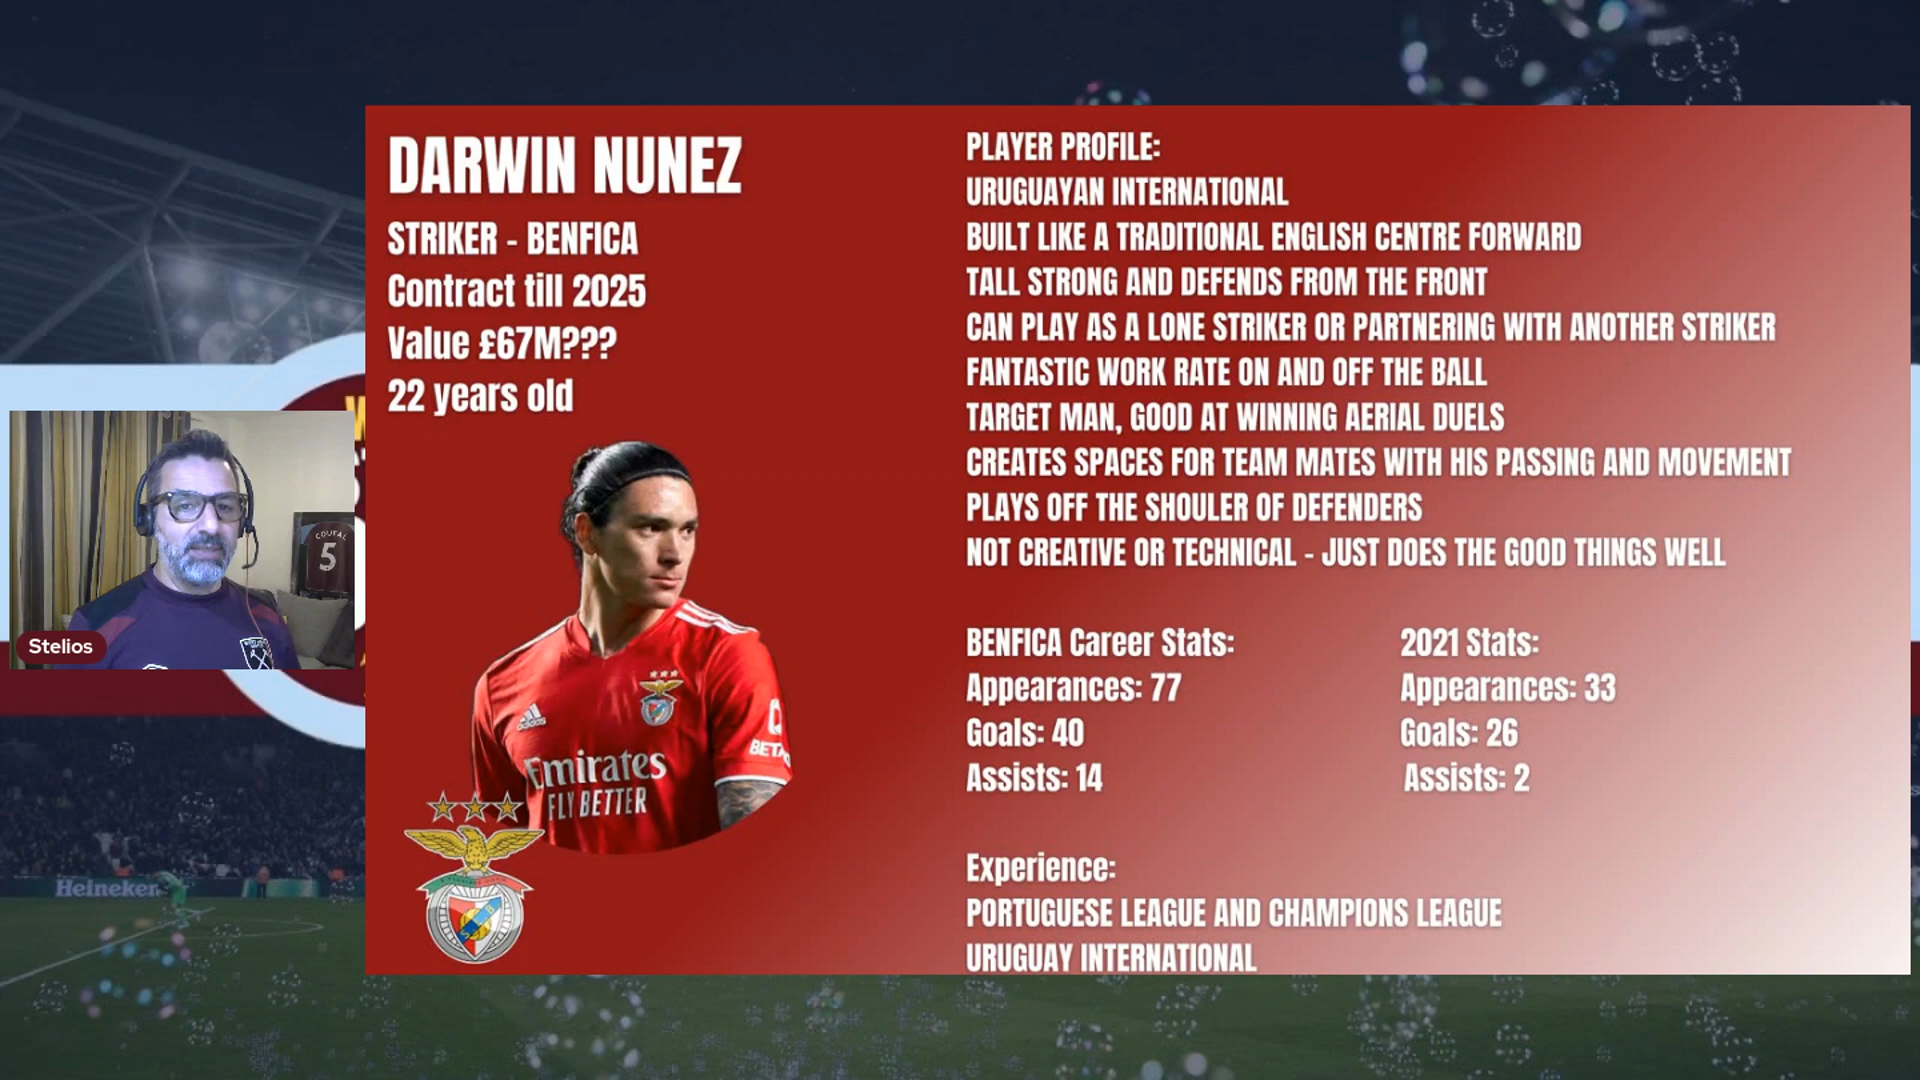 DARWIN NUNEZ
STRIKER - BENFICA
Contract till 2025
Value £67M???
22 years old
PLAYER PROFILE:
URUGUAYAN INTERNATIONAL
BUILT LIKE A TRADITIONAL ENGLISH CENTRE FORWARD
TALL STRONG AND DEFENDS FROM THE FRONT
CAN PLAY AS A LONE STRIKER OR PARTNERING WITH ANOTHER STRIKER
FANTASTIC WORK RATE ON AND OFF THE BALL
TARGET MAN, GOOD AT WINNING AERIAL DUELS
CREATES SPACES FOR TEAM MATES WITH HIS PASSING AND MOVEMENT
PLAYS OFF THE SHOULER OF DEFENDERS
NOT CREATIVE OR TECHNICAL - JUST DOES THE GOOD THINGS WELL
BENFICA Career Stats:
Appearances: 77
Goals: 40
Assists: 14
2021 Stats:
Appearances: 33
Goals: 26
Assists: 2
Experience:
PORTUGUESE LEAGUE AND CHAMPIONS LEAGUE
URUGUAY INTERNATIONAL
Emirates
FLY BETTER
adidas
COUFAL
5
Stelios
Heineken